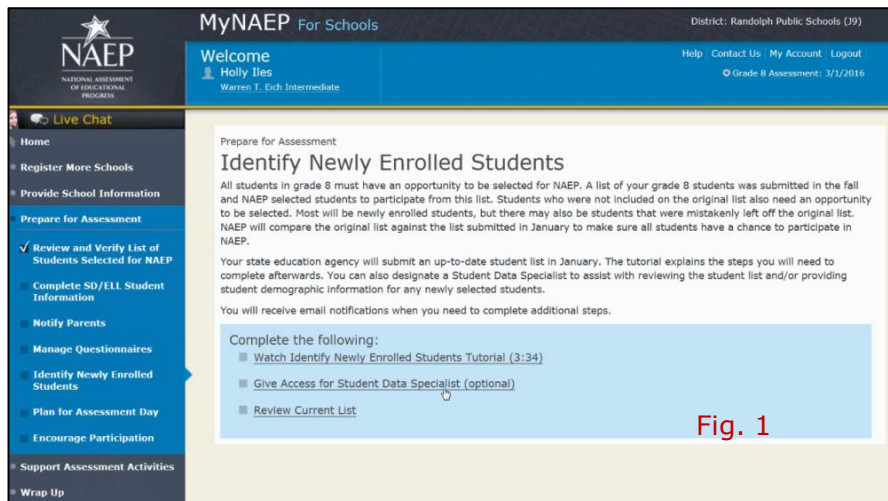 MyNAEP For Schools
District: Randolph Public Schools (J9)
NAEP
NATIONAL ASSESSMENT
OF EDUCATIONAL
PROGRESS
Welcome
Holly Iles
Warren T. Eich Intermediate
Help Contact Us My Account Logout
Grade 8 Assessment: 3/1/2016
Live Chat
Home
Register More Schools
Provide School Information
Prepare for Assessment
Review and Verify List of
Students Selected for NAEP
Complete SD/ELL Student
Information
Notify Parents
Manage Questionnaires
Identify Newly Enrolled
Students
Plan for Assessment Day
Encourage Participation
Support Assessment Activities
Wrap Up
Prepare for Assessment
Identify Newly Enrolled Students
All students in grade 8 must have an opportunity to be selected for NAEP. A list of your grade 8 students was submitted in the fall
and NAEP selected students to participate from this list. Students who were not included on the original list also need an opportunity
to be selected. Most will be newly enrolled students, but there may also be students that were mistakenly left off the original list.
NAEP will compare the original list against the list submitted in January to make sure all students have a chance to participate in
NAEP.
Your state education agency will submit an up-to-date student list in January. The tutorial explains the steps you will need to
complete afterwards. You can also designate a Student Data Specialist to assist with reviewing the student list and/or providing
student demographic information for any newly selected students.
You will receive email notifications when you need to complete additional steps.
Complete the following:
Watch Identify Newly Enrolled Students Tutorial (3:34)
Give Access for Student Data Specialist (optional)
Review Current List
Fig. 1